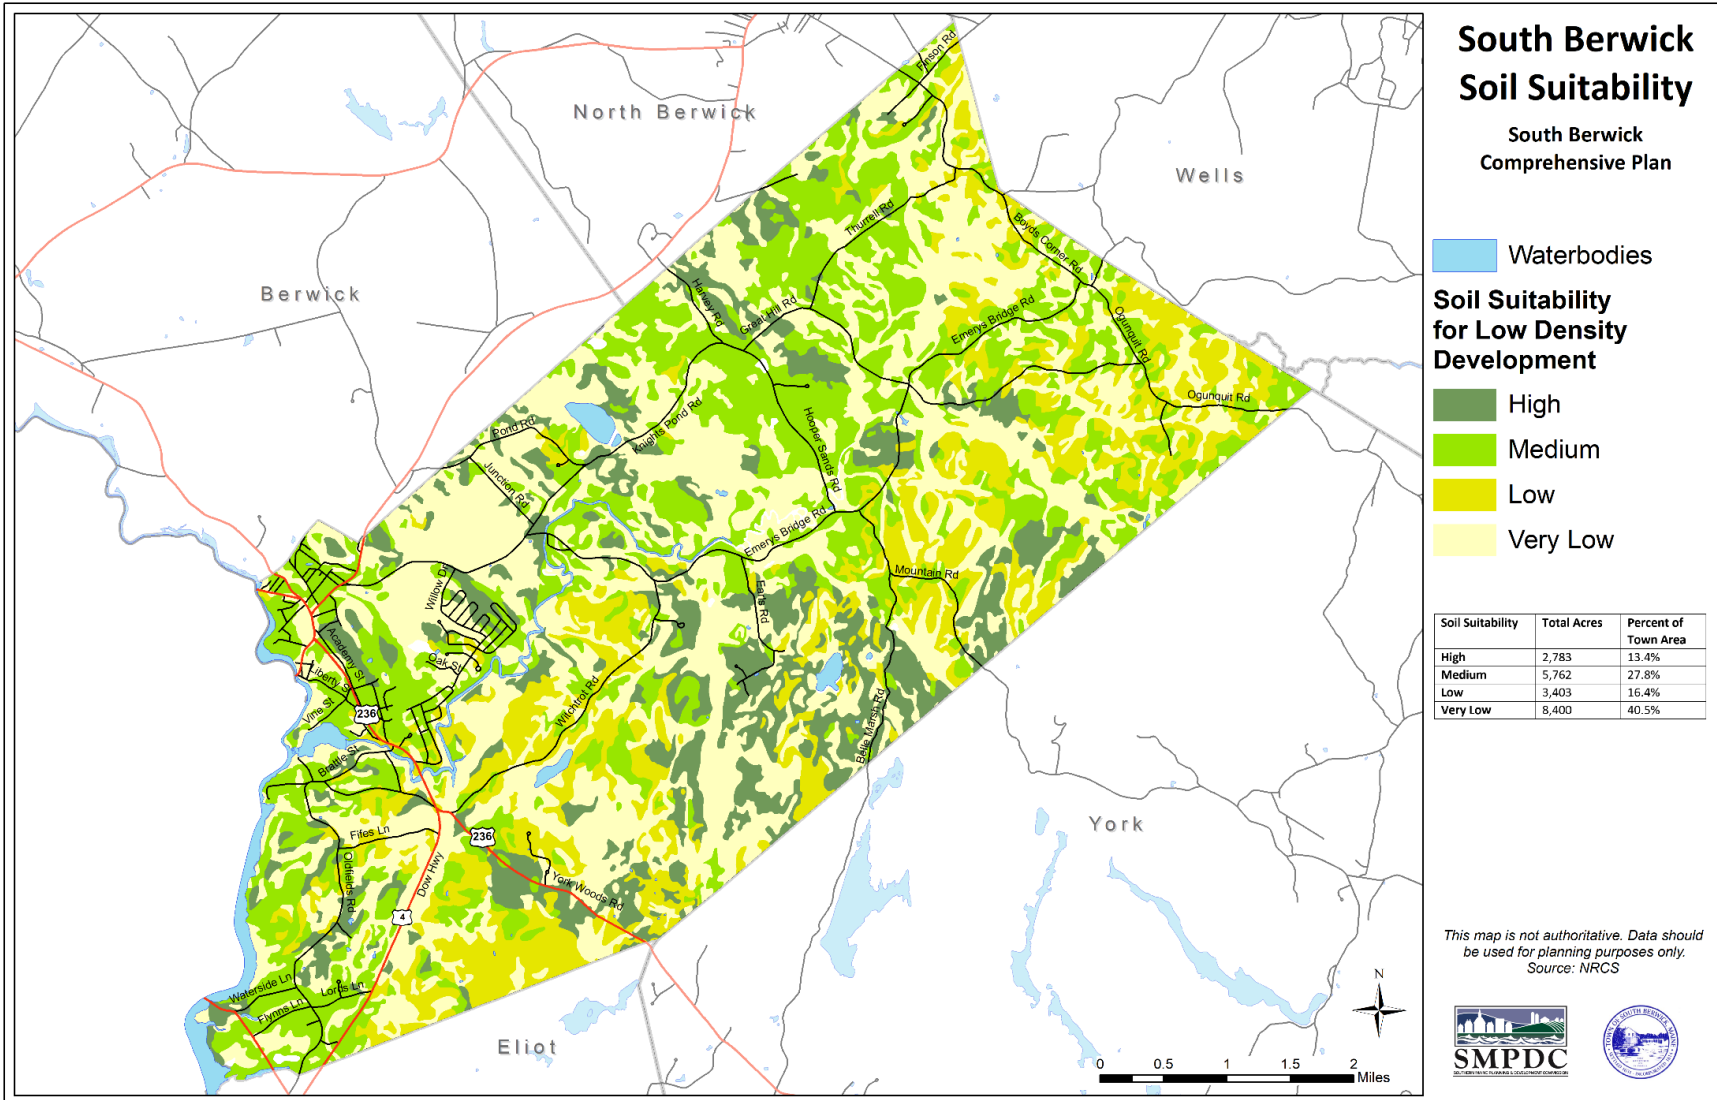 South Berwick
Soil Suitability
South Berwick
Comprehensive Plan
Waterbodies
Soil Suitability
for Low Density
Development
High
Medium
Low
Very Low
Soil Suitability Total Acres Percent of
Town Area
High 2,783 13.4%
Medium 5,762 27.8%
Low 3,403 16.4%
Very Low 8,400 40.5%
This map is not authoritative. Data should
be used for planning purposes only.
Source: NRCS
SMPDC
North Berwick
Wells
Berwick
York
Eliot
Thurrell Rd
Boyds Corner Rd
Harvey Rd
Great Hill Rd
Emerys Bridge Rd
Ogunquit Rd
Ogunquit Rd
Pond Rd
Knights Pond Rd
Hooper Sands Rd
Junction Rd
Emerys Bridge Rd
Mountain Rd
Willow Dr
Earls Rd
Academy St
Oak St
Liberty St
Vine St
236
Witchtrot Rd
Belle Marsh Rd
Brattle St
Fifes Ln
236
Oldfields Rd
Dow Hwy
York Woods Rd
4
Waterside Ln
Lords Ln
Flynns Ln
N
0 0.5 1 1.5 2
Miles